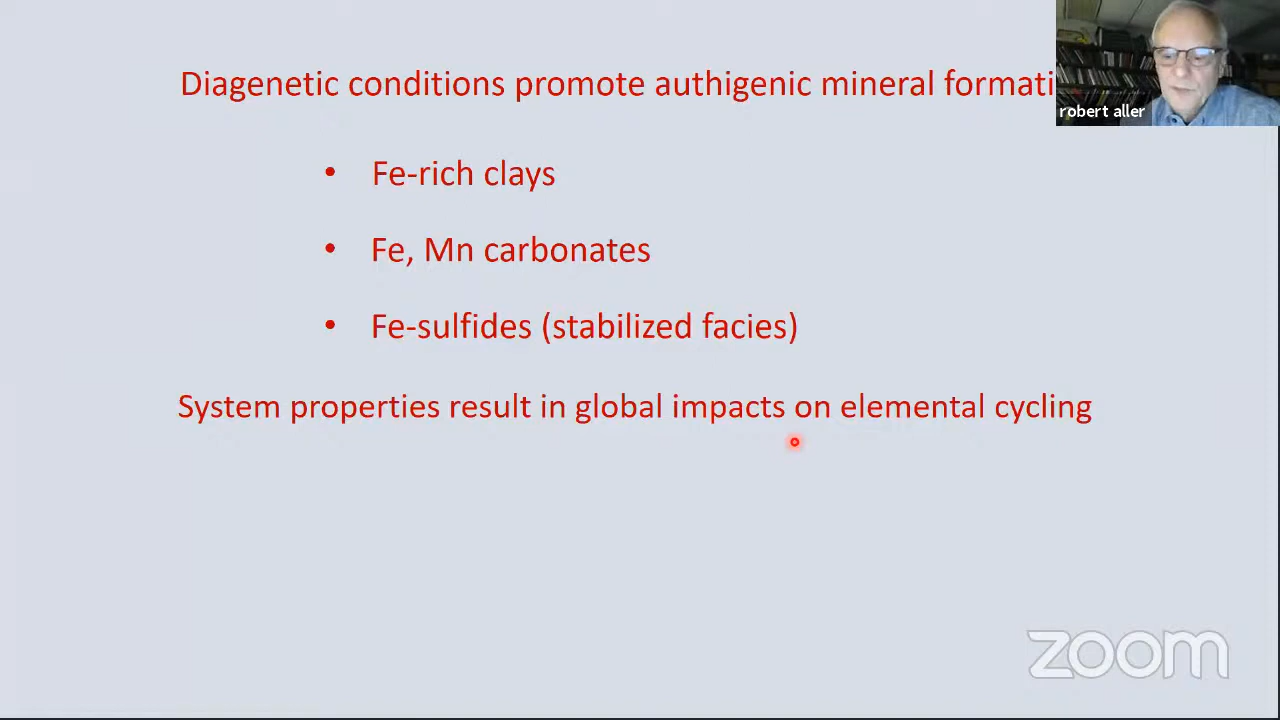 Diagenetic conditions promote authigenic mineral formati
robert aller
• Fe-rich clays
• Fe, Mn carbonates
• Fe-sulfides (stabilized facies)
System properties result in global impacts on elemental cycling
zoom